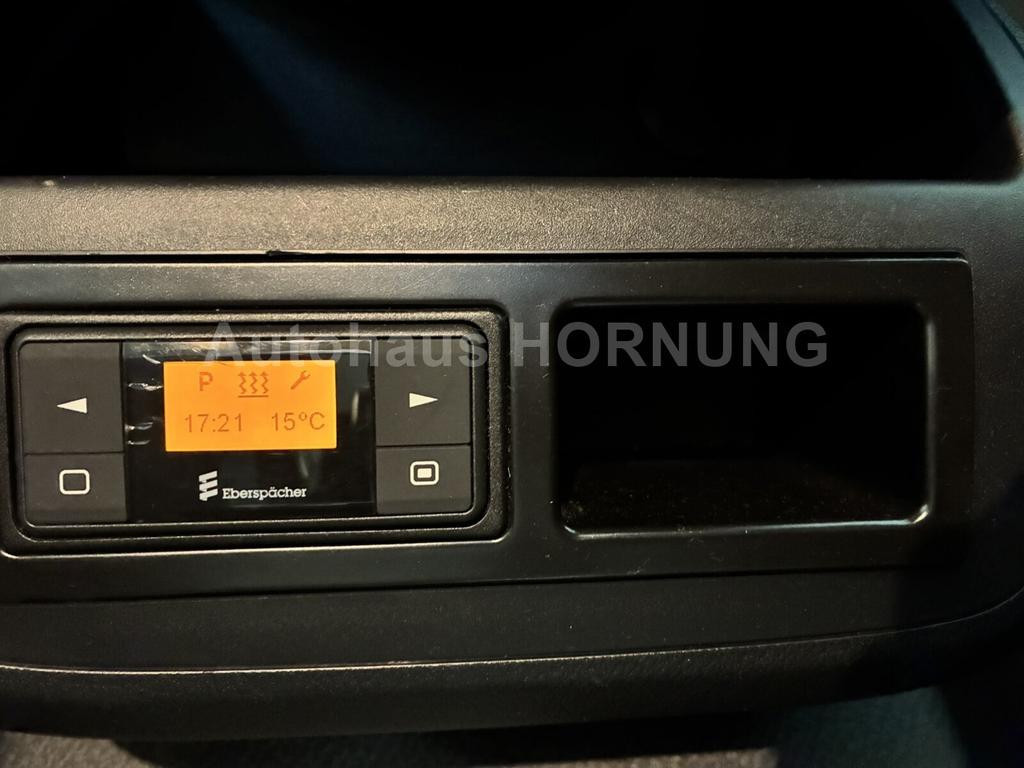 Autohaus HORNUNG
P
17:21 15°C
Eberspächer